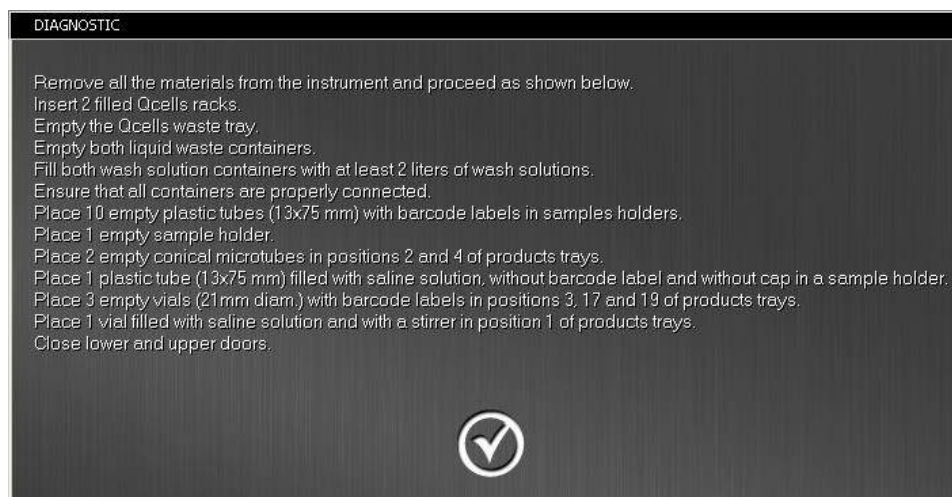 DIAGNOSTIC
Remove all the materials from the instrument and proceed as shown below.
Insert 2 filled Qcells racks.
Empty the Qcells waste tray.
Empty both liquid waste containers.
Fill both wash solution containers with at least 2 liters of wash solutions.
Ensure that all containers are properly connected.
Place 10 empty plastic tubes (13x75 mm) with barcode labels in samples holders.
Place 1 empty sample holder.
Place 2 empty conical microtubes in positions 2 and 4 of products trays.
Place 1 plastic tube (13x75 mm) filled with saline solution, without barcode label and without cap in a sample holder.
Place 3 empty vials (21mm diam.) with barcode labels in positions 3, 17 and 19 of products trays.
Place 1 vial filled with saline solution and with a stirrer in position 1 of products trays.
Close lower and upper doors.